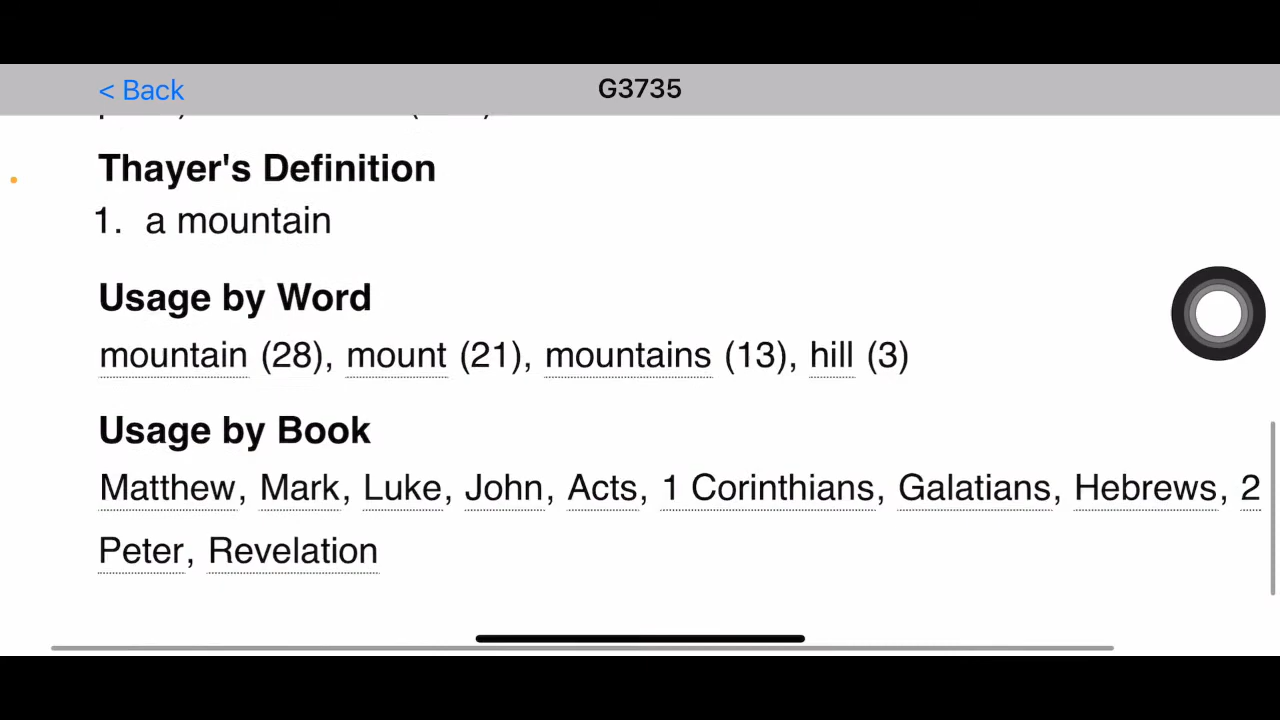 < Back
G3735
Thayer's Definition
1. a mountain
Usage by Word
mountain (28), mount (21), mountains (13), hill (3)
Usage by Book
Matthew, Mark, Luke, John, Acts, 1 Corinthians, Galatians, Hebrews, 2
Peter, Revelation